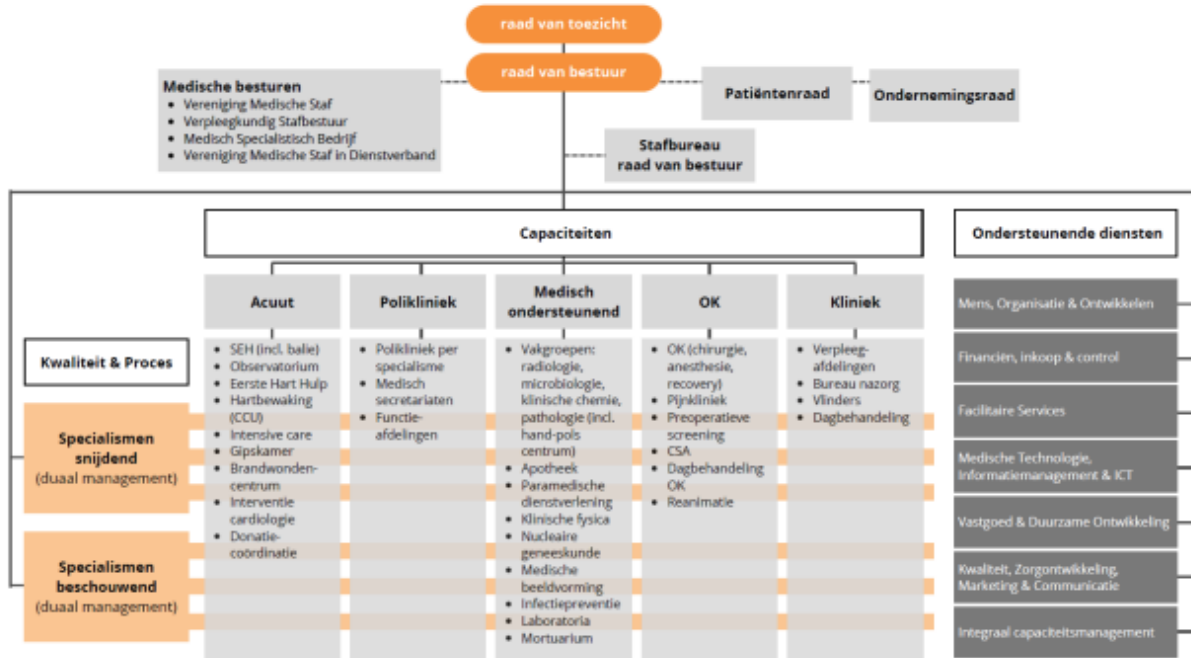 raad van toezicht
raad van bestuur
Medische besturen
• Vereniging Medische Staf
• Verpleegkundig Stafbestuur
• Medisch Specialistisch Bedrijf
• Vereniging Medische Staf in Dienstverband
Patiëntenraad
Ondernemingsraad
Stafbureau
raad van bestuur
Capaciteiten
Ondersteunende diensten
Kwaliteit & Proces
Specialismen
snijdend
(duaal management)
Specialismen
beschouwend
(duaal management)
Acuut
• SEH (incl. balie)
• Observatorium
• Eerste Hart Hulp
• Hartbewaking
(CCU)
• Intensive care
• Gipskamer
• Brandwonden-
centrum
• Interventie
cardiologie
• Donatie-
coördinatie
Polikliniek
• Polikliniek per
specialisme
• Medisch
secretariaten
• Functie-
afdelingen
Medisch
ondersteunend
• Vakgroepen:
radiologie,
microbiologie,
klinische chemie,
pathologie (incl.
hand-pols
centrum)
• Apotheek
• Paramedische
dienstverlening
• Klinische fysica
• Nucleaire
geneeskunde
• Medische
beeldvorming
• Infectiepreventie
• Laboratoria
• Mortuarium
OK
• OK (chirurgie,
anesthesie,
recovery)
• Pijnkliniek
• Preoperatieve
screening
• CSA
• Dagbehandeling
OK
• Reanimatie
Kliniek
• Verpleeg-
afdelingen
• Bureau nazorg
• Vlinders
• Dagbehandeling
Mens, Organisatie & Ontwikkelen
Financiën, inkoop & control
Facilitaire Services
Medische Technologie,
Informatiemanagement & ICT
Vastgoed & Duurzame Ontwikkeling
Kwaliteit, Zorgontwikkeling,
Marketing & Communicatie
Integraal capaciteitsmanagement